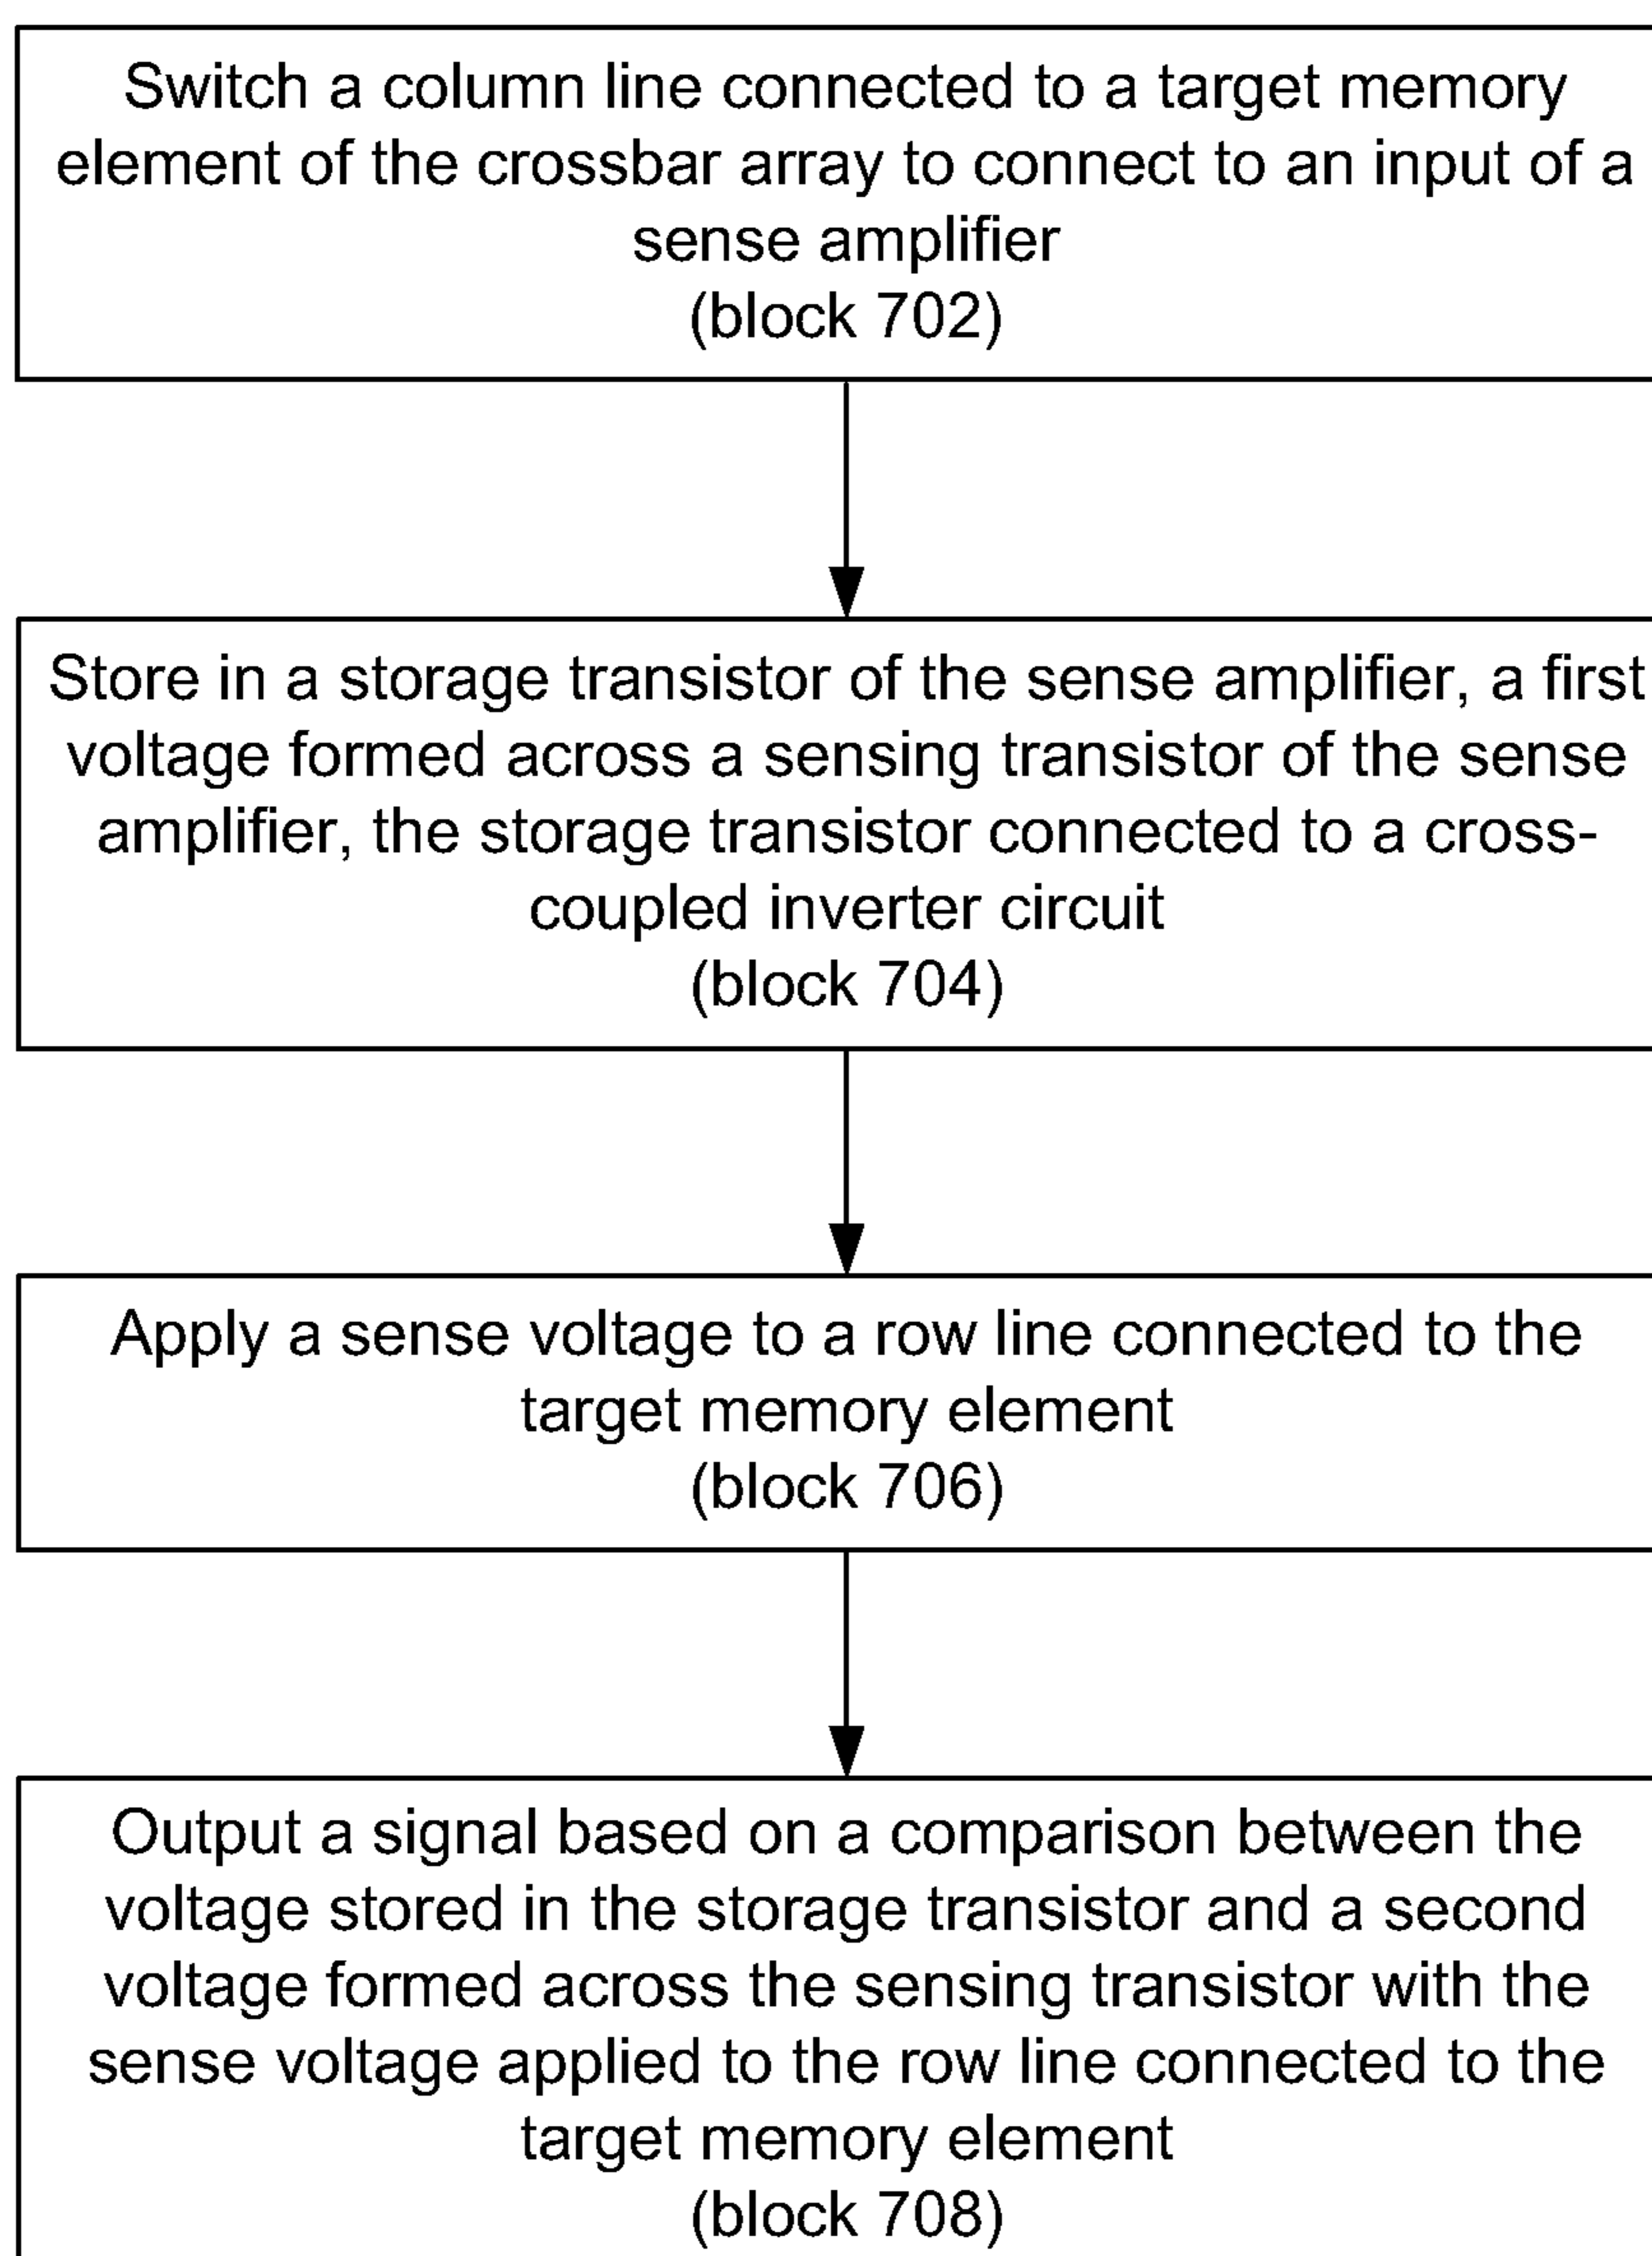 Switch a column line connected to a target memory
element of the crossbar array to connect to an input of a
sense amplifier
(block 702)
Store in a storage transistor of the sense amplifier, a first
voltage formed across a sensing transistor of the sense
amplifier, the storage transistor connected to a cross-
coupled inverter circuit
(block 704)
Apply a sense voltage to a row line connected to the
target memory element
(block 706)
Output a signal based on a comparison between the
voltage stored in the storage transistor and a second
voltage formed across the sensing transistor with the
sense voltage applied to the row line connected to the
target memory element
(block 708)